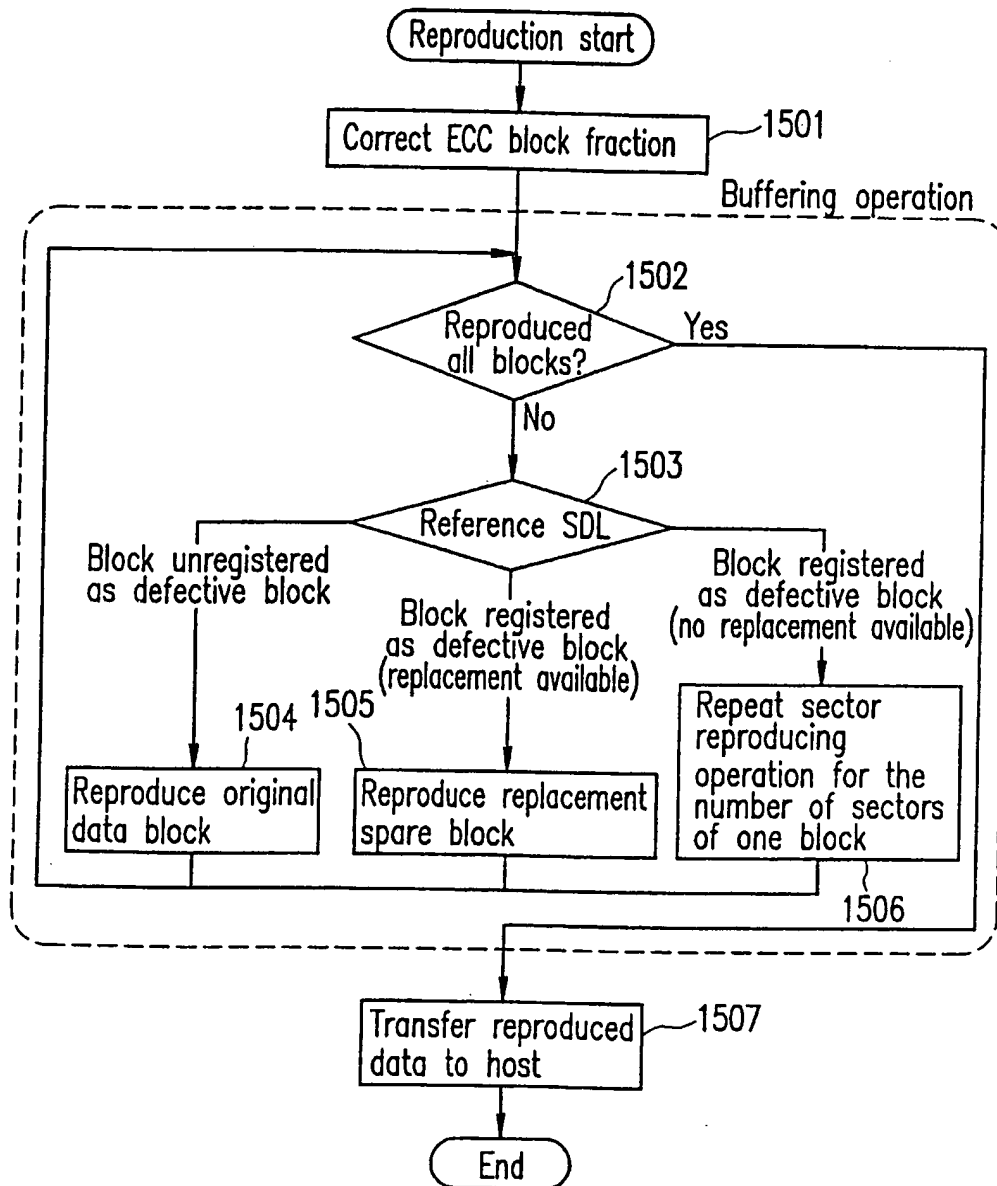 Reproduction start
Correct ECC block fraction
1501
Buffering operation
1502
Reproduced
all blocks?
Yes
No
1503
Reference SDL
Block unregistered
as defective block
Block registered
as defective block
(replacement available)
Block registered
as defective block
(no replacement available)
1504
Reproduce original
data block
1505
Reproduce replacement
spare block
Repeat sector
reproducing
operation for the
number of sectors
of one block
1506
Transfer reproduced
data to host
1507
End